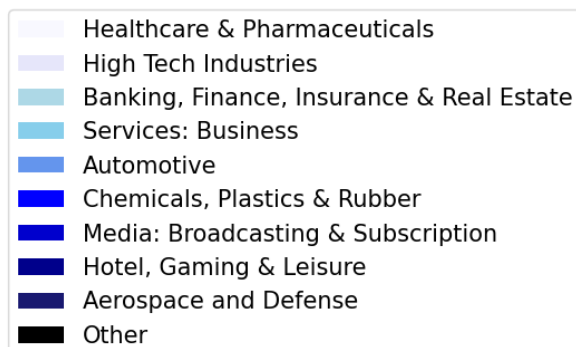 Healthcare & Pharmaceuticals
High Tech Industries
Banking, Finance, Insurance & Real Estate
Services: Business
Automotive
Chemicals, Plastics & Rubber
Media: Broadcasting & Subscription
Hotel, Gaming & Leisure
Aerospace and Defense
Other